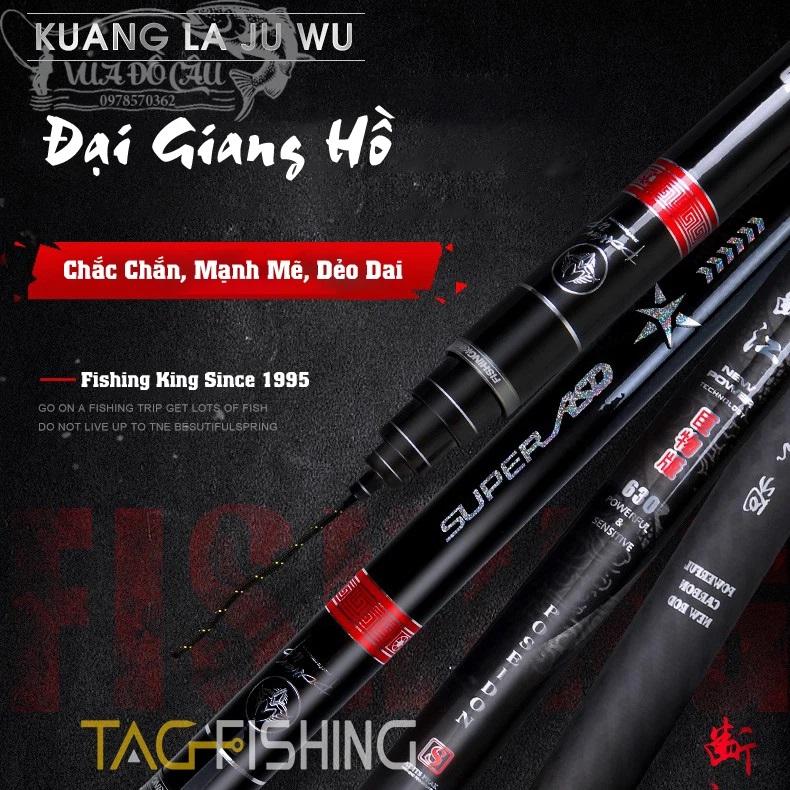 KUANG LA JU WU
VUA ĐỒ CÂU
0978570362
Đại Giang Hồ
Chắc Chắn, Mạnh Mẽ, Dẻo Dai
Fishing King Since 1995
GO ON A FISHING TRIP GET LOTS OF FISH
DO NOT LIVE UP TO TNE BESUTIFULSPRING
SUPER ASD
NEW
POWER
TECHNOLOGY
630
POWERFUL
&
SENSITIVE
POSEIDON
POWERFUL
CARBON
NEW ROD
TAGFISHING